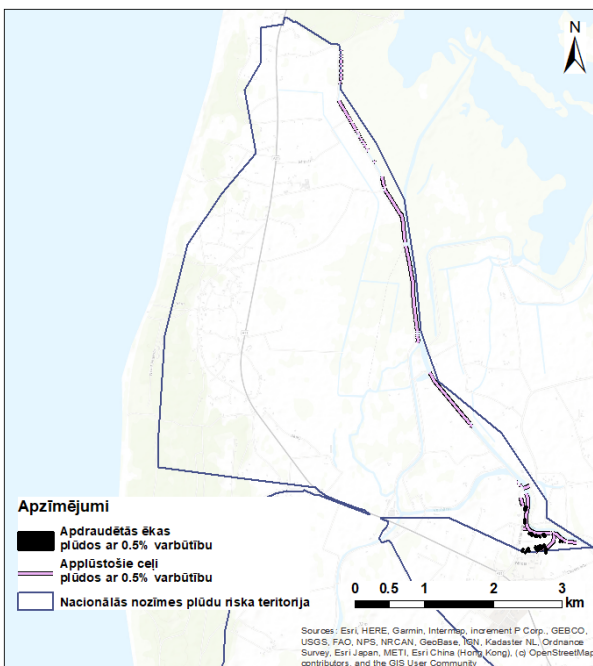 N
Apzīmējumi
Apdraudētās ēkas
plūdos ar 0.5% varbūtību
Applūstošie ceļi
plūdos ar 0.5% varbūtību
Nacionālās nozīmes plūdu riska teritorija
0 0.5 1 2 3
km
Sources: Esri, HERE, Garmin, Intermap, increment P Corp., GEBCO,
USGS, FAO, NPS, NRCAN, GeoBase, IGN, Kadaster NL, Ordnance
Survey, Esri Japan, METI, Esri China (Hong Kong), (c) OpenStreetMap
contributors, and the GIS User Community